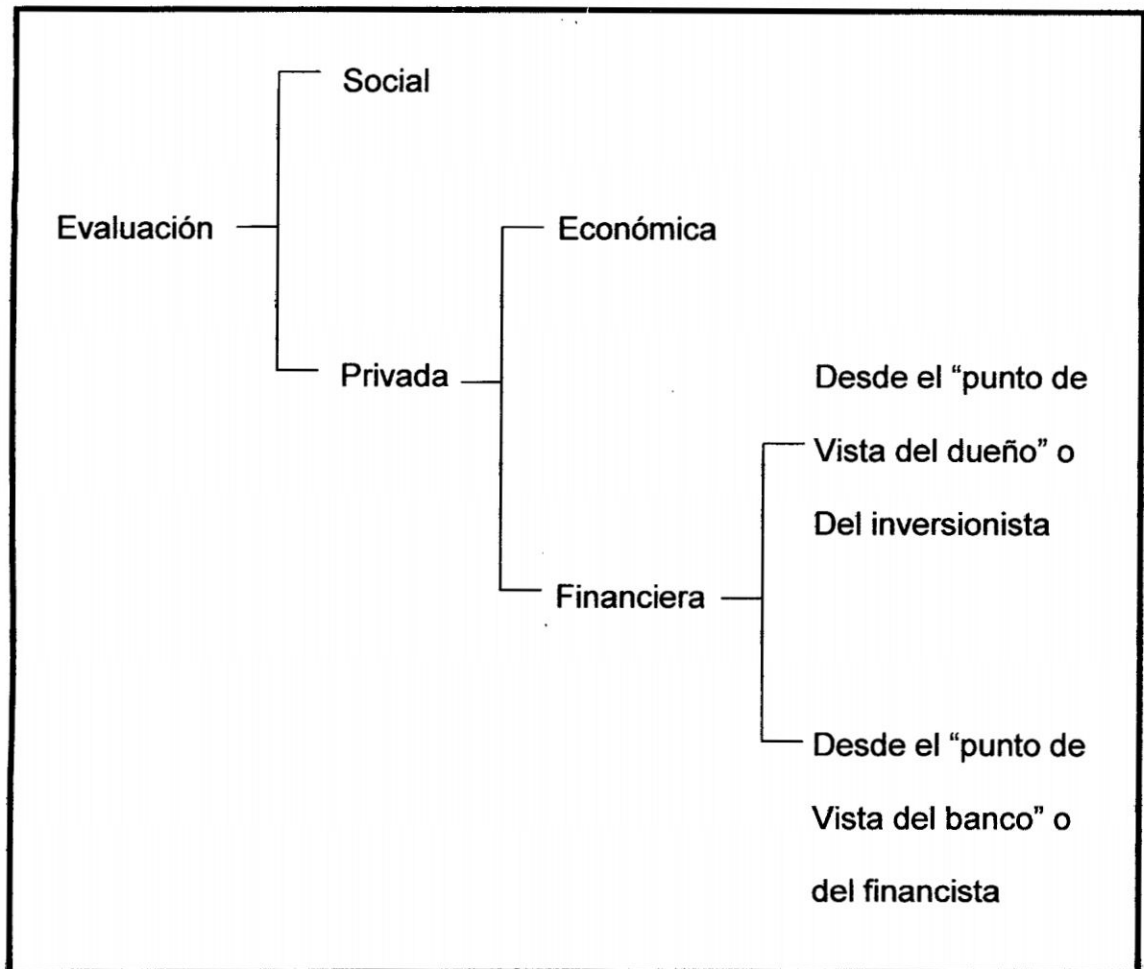 Social
Evaluación
Económica
Privada
Desde el “punto de
Vista del dueño” o
Del inversionista
Financiera
Desde el “punto de
Vista del banco” o
del financista